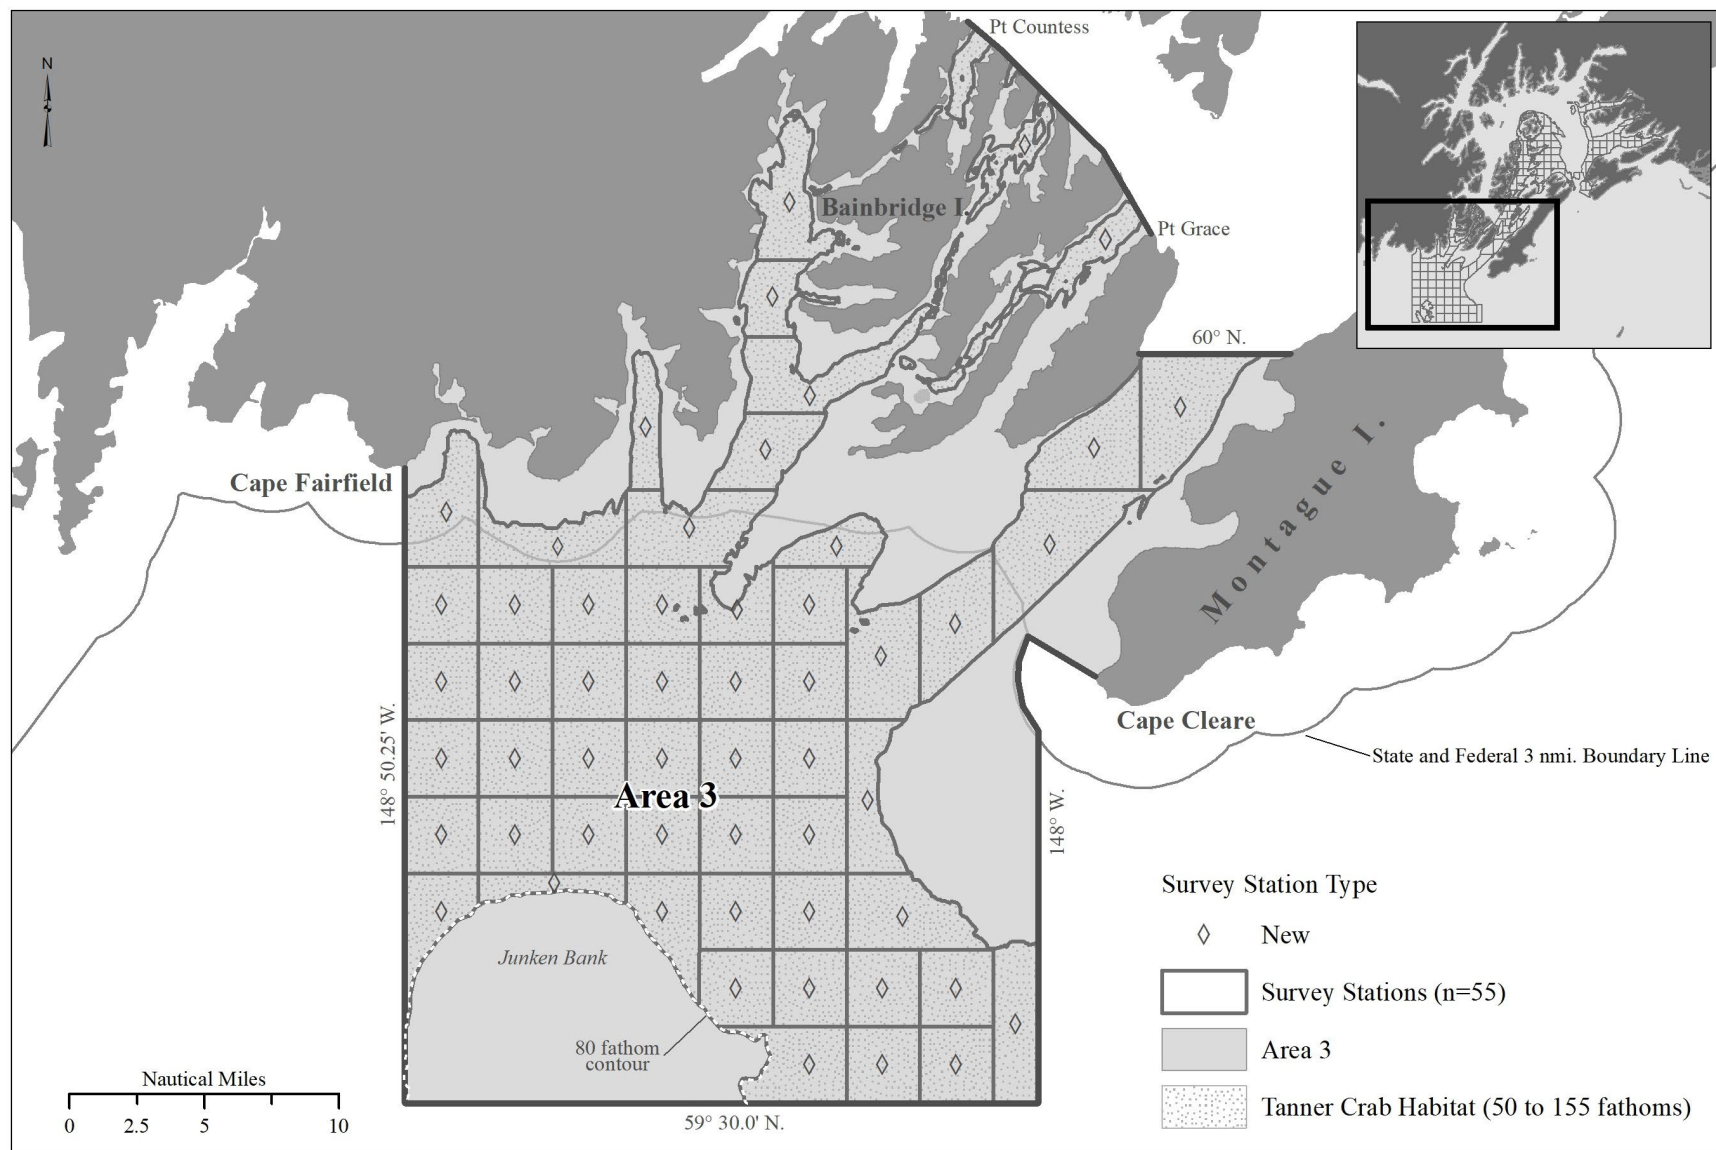 Pt Countess
N
Bainbridge I.
Pt Grace
60° N.
Cape Fairfield
Montague I.
148° 50.25' W.
Cape Cleare
State and Federal 3 nmi. Boundary Line
Area 3
148° W.
Survey Station Type
New
Junken Bank
Survey Stations (n=55)
80 fathom
contour
Area 3
Nautical Miles
0 2.5 5 10
Tanner Crab Habitat (50 to 155 fathoms)
59° 30.0' N.